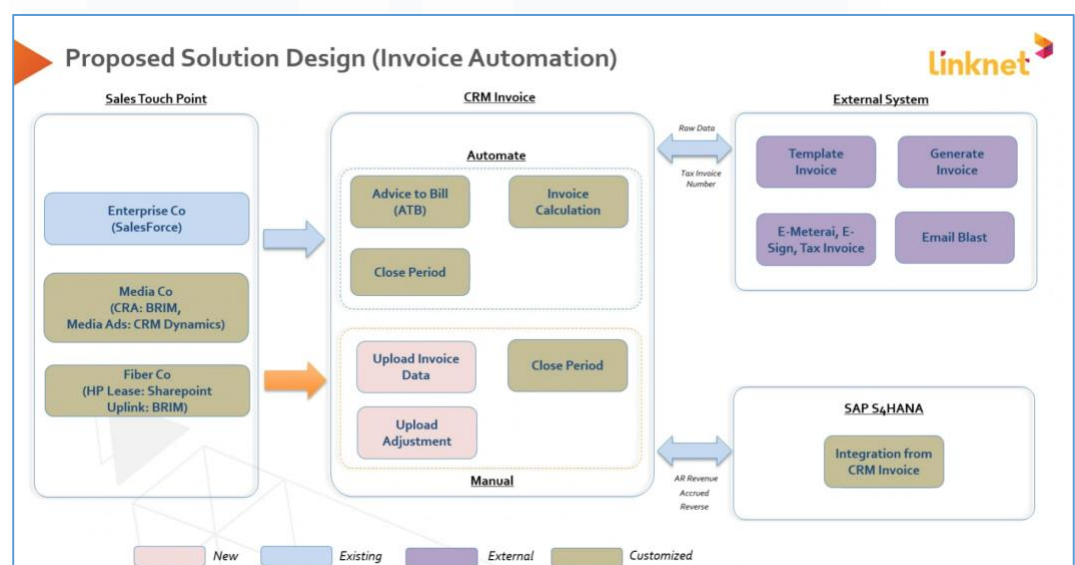 Proposed Solution Design (Invoice Automation)
linknet
Sales Touch Point
Enterprise Co
(SalesForce)
Media Co
(CRA: BRIM,
Media Ads: CRM Dynamics)
Fiber Co
(HP Lease: Sharepoint
Uplink: BRIM)
CRM Invoice
Automate
Advice to Bill
(ATB)
Invoice
Calculation
Close Period
Upload Invoice
Data
Close Period
Upload
Adjustment
Manual
Raw Data
Tax Invoice
Number
External System
Template
Invoice
Generate
Invoice
E-Meterai, E-
Sign, Tax Invoice
Email Blast
AR Revenue
Accrued
Reverse
SAP S4HANA
Integration from
CRM Invoice
New
Existing
External
Customized